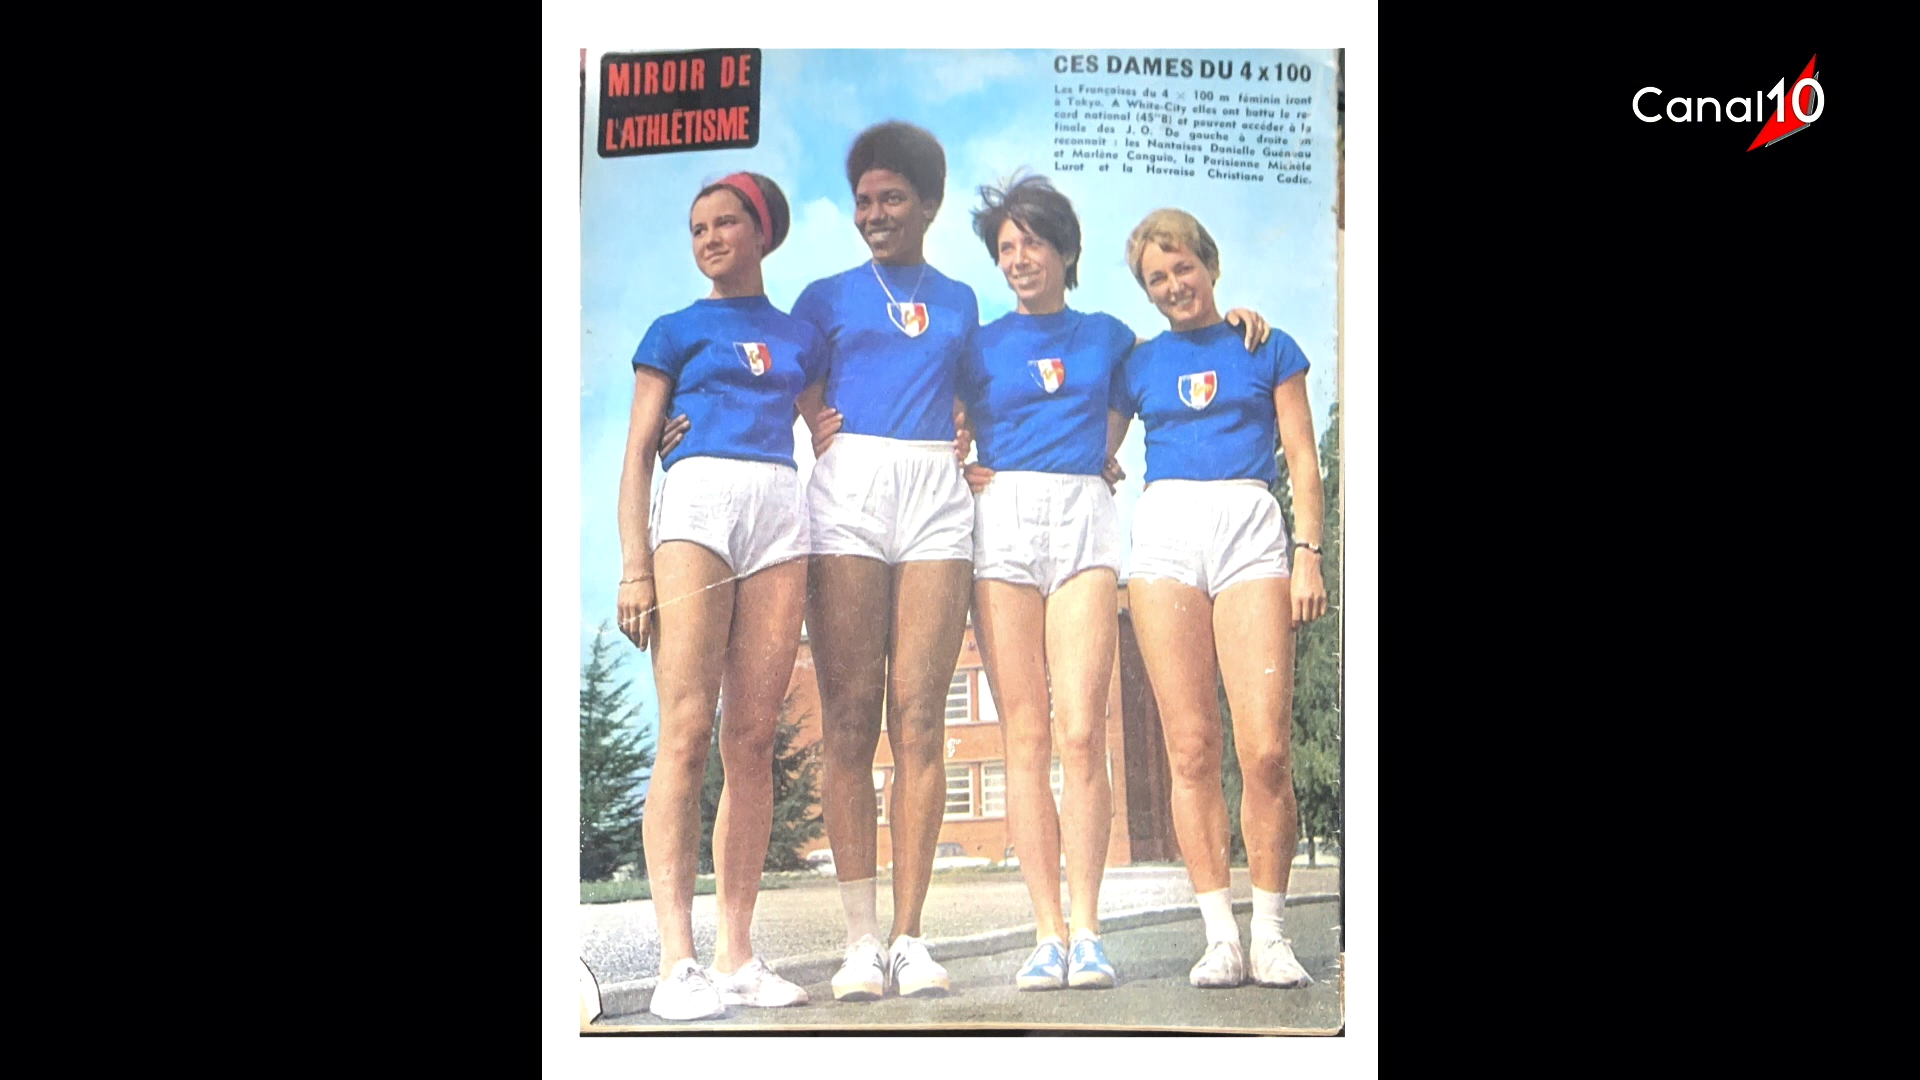 MIROIR DE
L'ATHLÉTISME
CES DAMES DU 4 x 100
Les Françaises du 4 × 100 m féminin iront
à Tokyo. A White-City elles ont battu le re-
cord national (45"8) et peuvent accéder à la
finale des J. O. De gauche à droite on
reconnaît : les Nantaises Danielle Guéneau
et Marlène Canguio, la Parisienne Michèle
Lurot et la Havraise Christiane Cadic.
Canal10